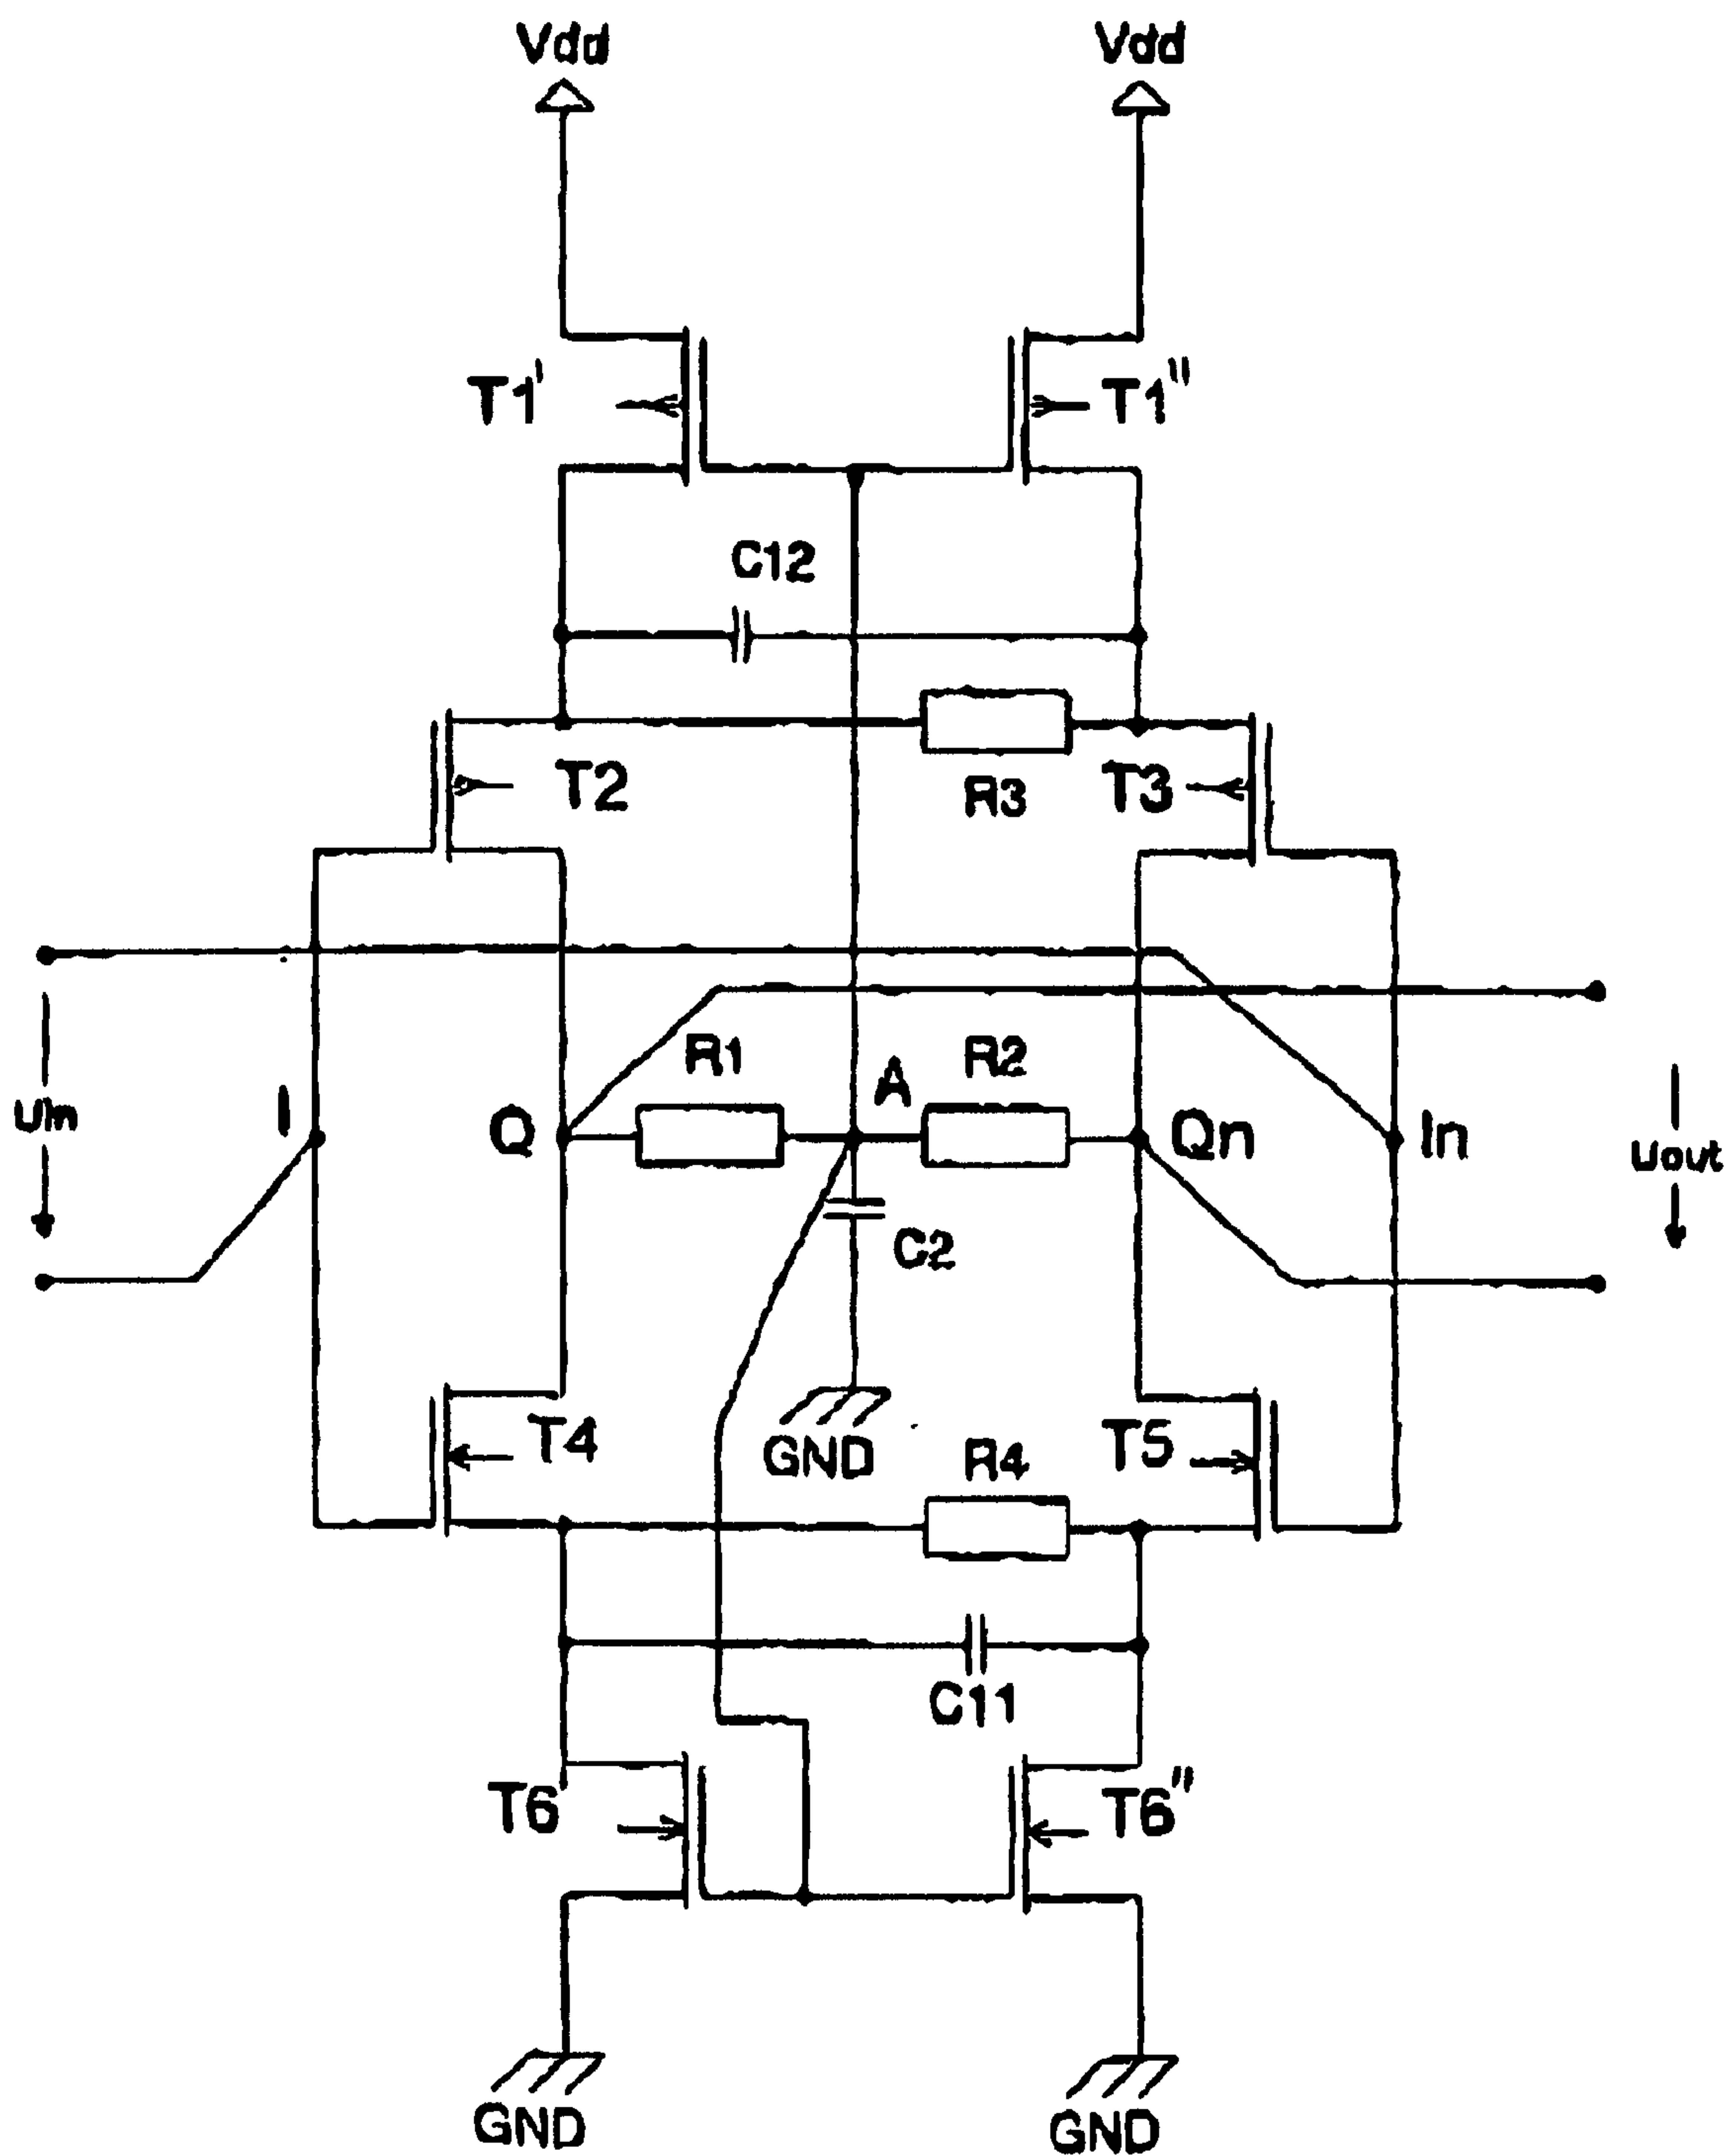 Vdd Vdd
T1' T1"
C12
T2 R3 T3
R1 A R2
Uin I Q Qn In Uout
C2
T4 GND R4 T5
C11
T6' T6"
GND GND